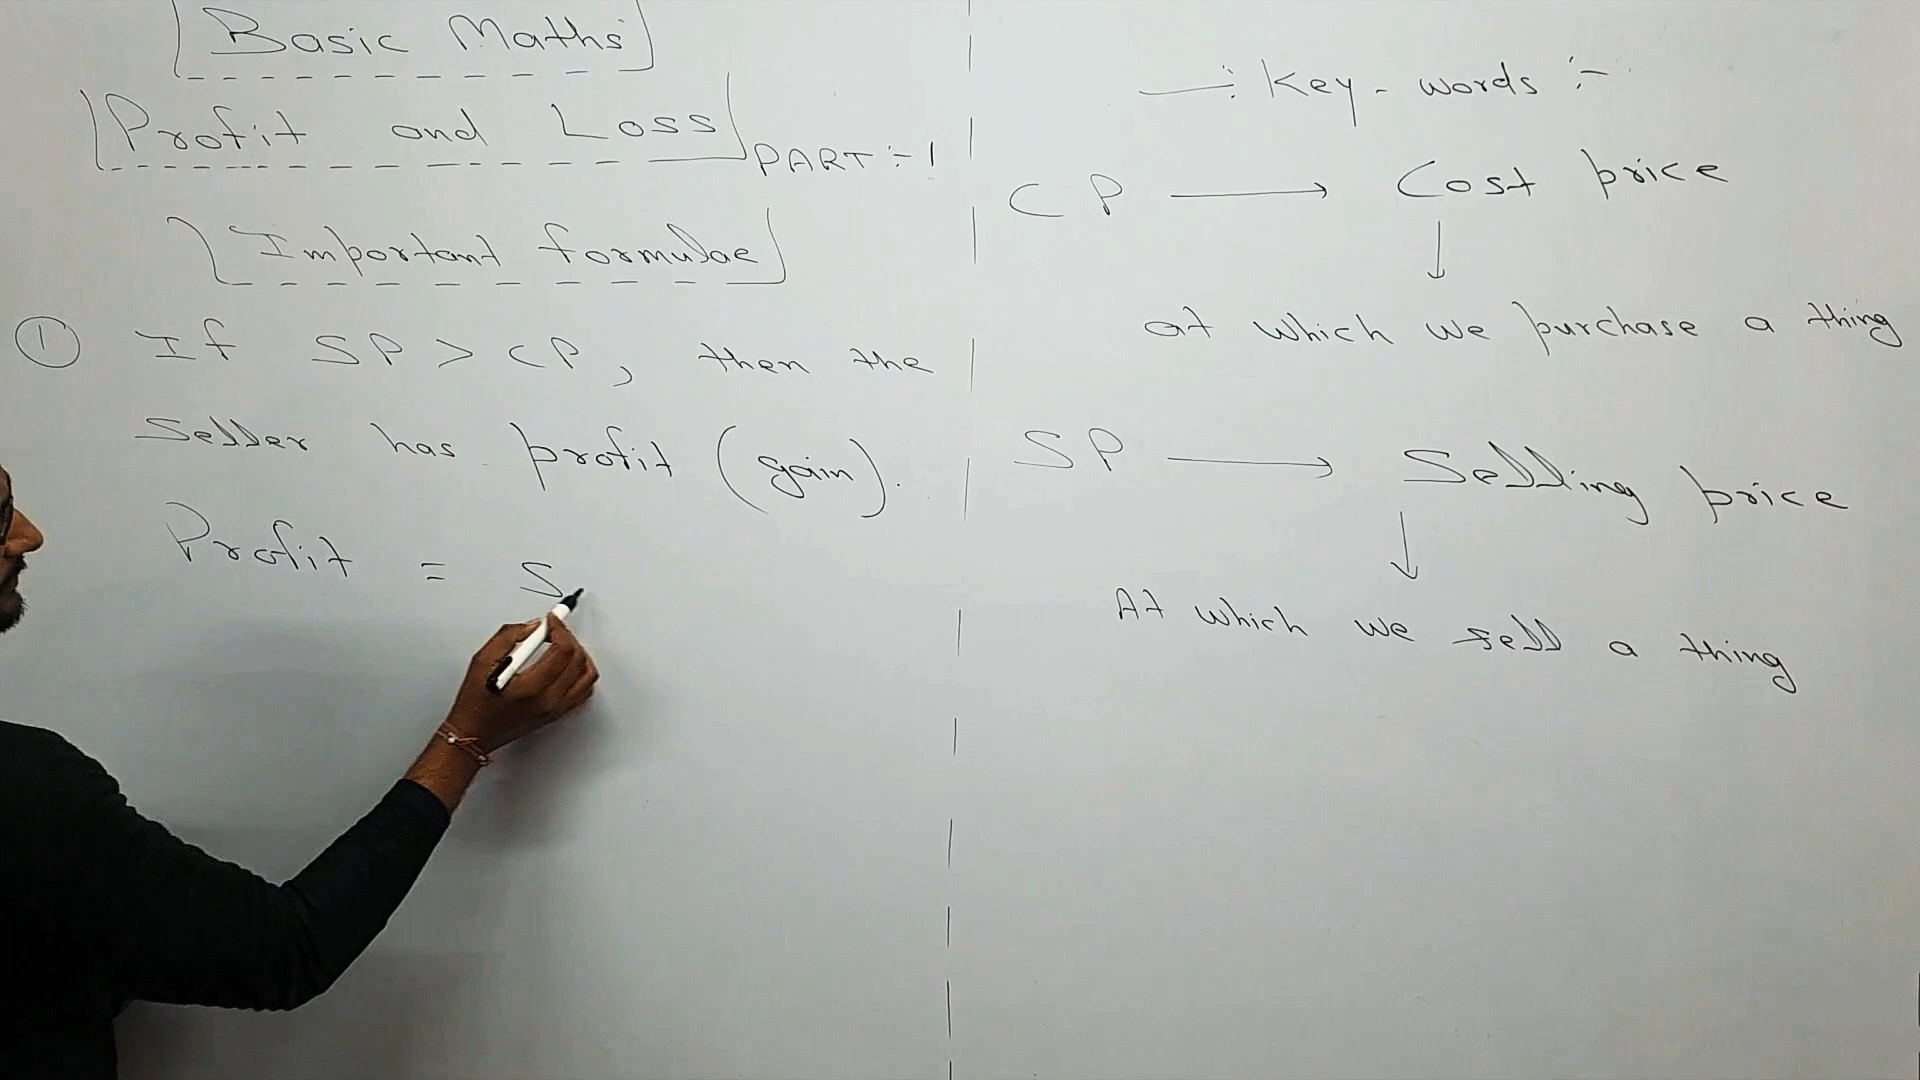 Basic Maths
Profit and Loss PART :- 1
Important formulae
① If SP > CP, then the
Seller has profit (gain).
Profit = S
—: Key-words :-
CP → Cost price
↓
at which we purchase a thing
SP → Selling price
↓
At which we sell a thing